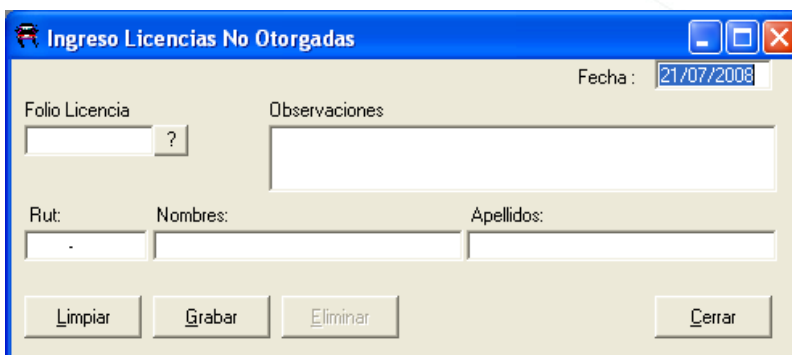 Ingreso Licencias No Otorgadas
Fecha : 21/07/2008
Folio Licencia Observaciones
?
Rut: Nombres: Apellidos:
-
Limpiar Grabar Eliminar Cerrar